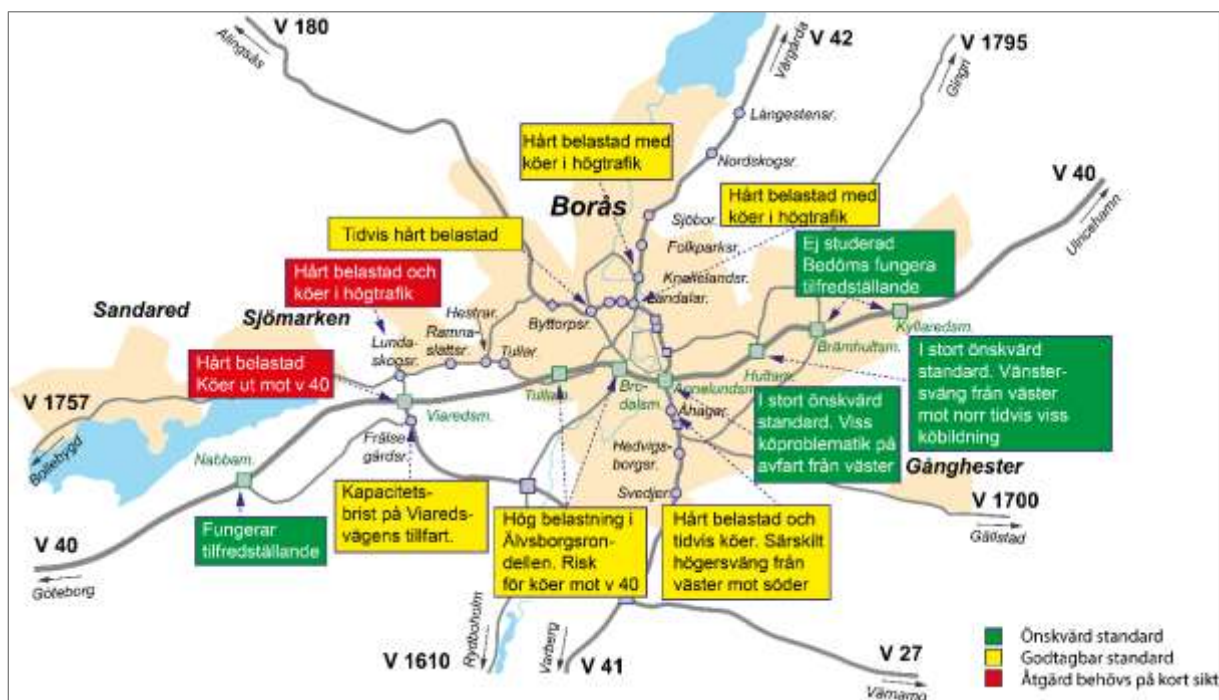 V 180
Alingsås
V 42
Vårgårda
V 1795
Gingri
Långestensr.
Nordskogsr.
Hårt belastad med
köer i högtrafik
V 40
Ulricehamn
Borås
Hårt belastad med
köer i högtrafik
Sjöbor.
Tidvis hårt belastad
Folkparksr.
Ej studerad
Bedöms fungera
tilfredställande
Knallelandsr.
Hårt belastad och
köer i högtrafik
Sandared
Sjömarken
Hestrar.
Landalar.
Byttorpsr.
Kyllaredsm.
Lunda-
skogsr.
Ramna-
slättsr.
Tullar.
Brämhultsm.
I stort önskvärd
standard. Vänster-
sväng från väster
mot norr tidvis viss
köbildning
Hårt belastad
Köer ut mot v 40
Hultam.
V 1757
Bollebygd
Viaredsm.
Tullam.
Bro-
dalsm.
Annelundsm.
I stort önskvärd
standard. Viss
köproblematik på
avfart från väster
Åhagar.
Frälse-
gårdsr.
Hedvigs-
borgsr.
Nabbam.
Gånghester
Svedjer.
Kapacitets-
brist på Viareds-
vägens tillfart.
V 1700
Gällstad
Fungerar
tilfredställande
Hög belastning i
Älvsborgsron-
dellen. Risk
för köer mot v 40
Hårt belastad och
tidvis köer. Särskilt
högersväng från
väster mot söder
V 40
Göteborg
Rydboholm
Varberg
V 1610
V 41
V 27
Värnamo
Önskvärd standard
Godtagbar standard
Åtgärd behövs på kort sikt